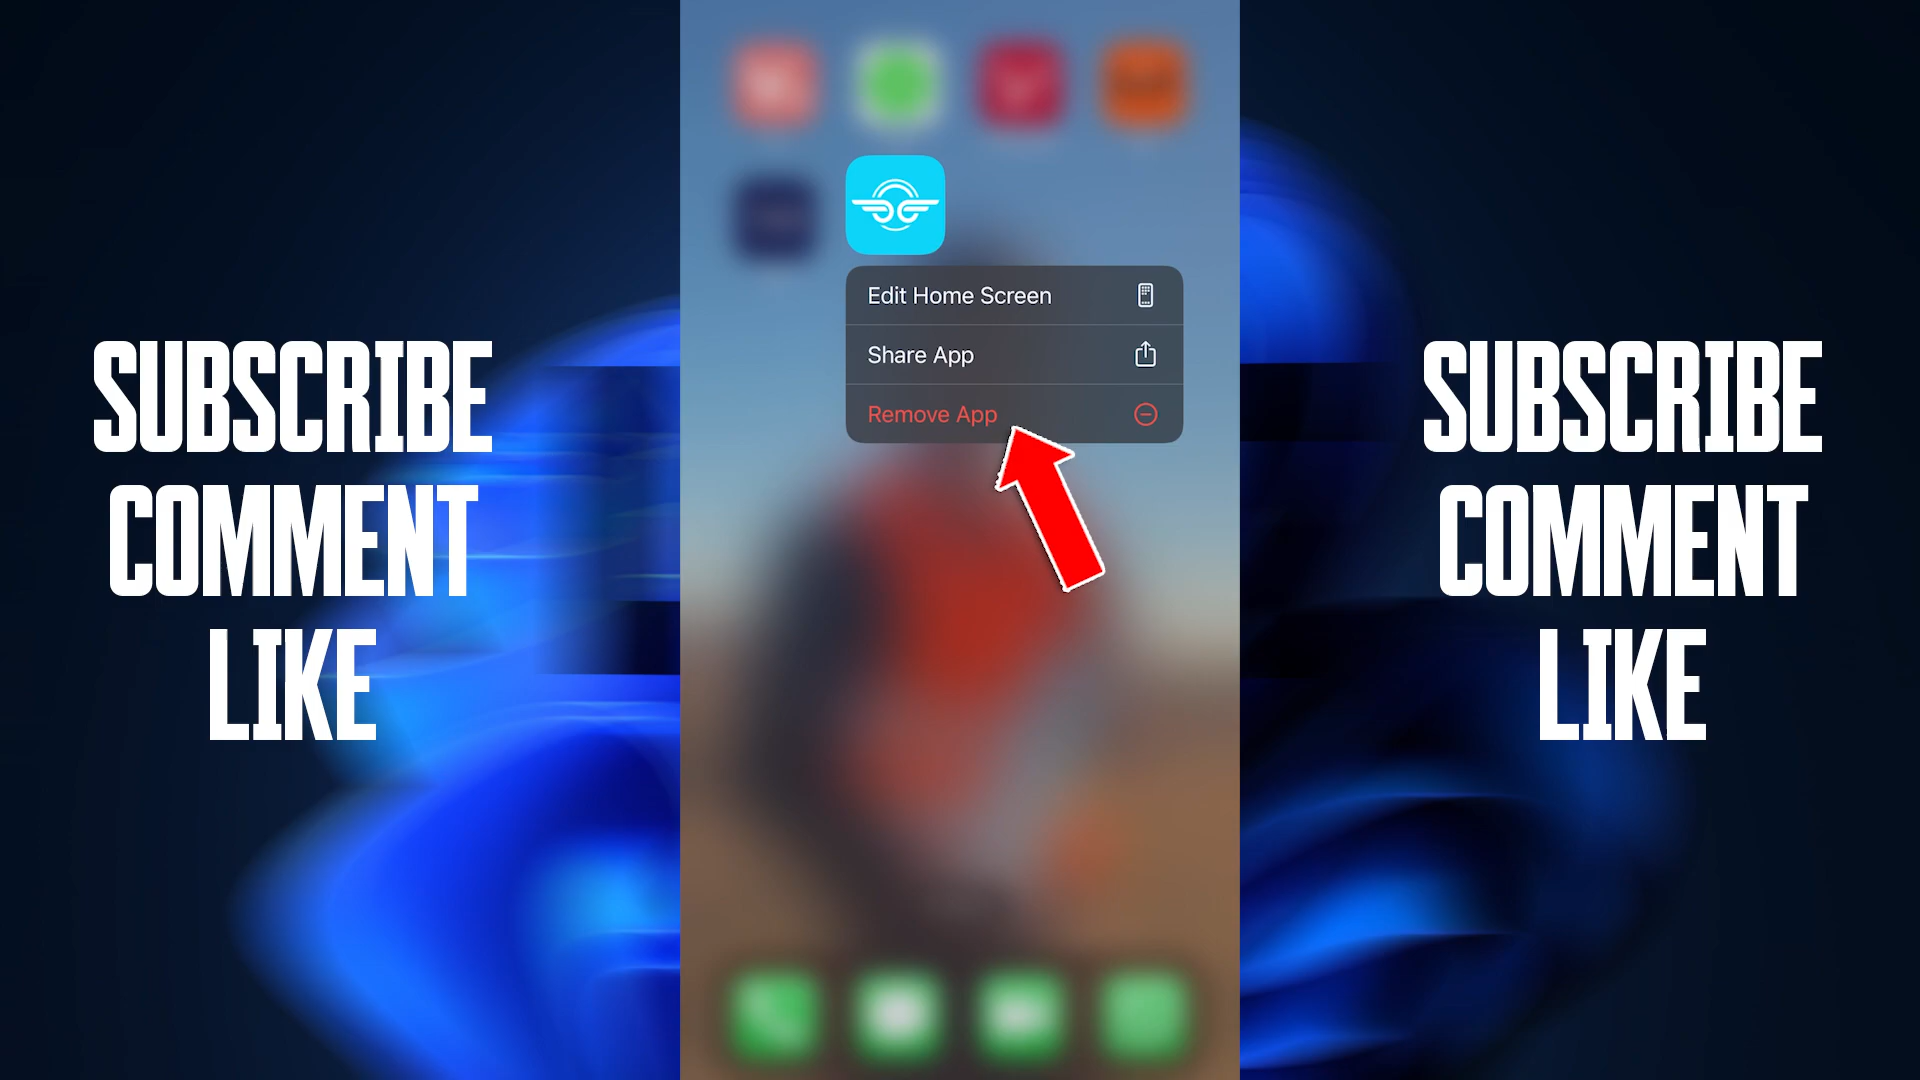 SUBSCRIBE
COMMENT
LIKE
Edit Home Screen
Share App
Remove App
SUBSCRIBE
COMMENT
LIKE